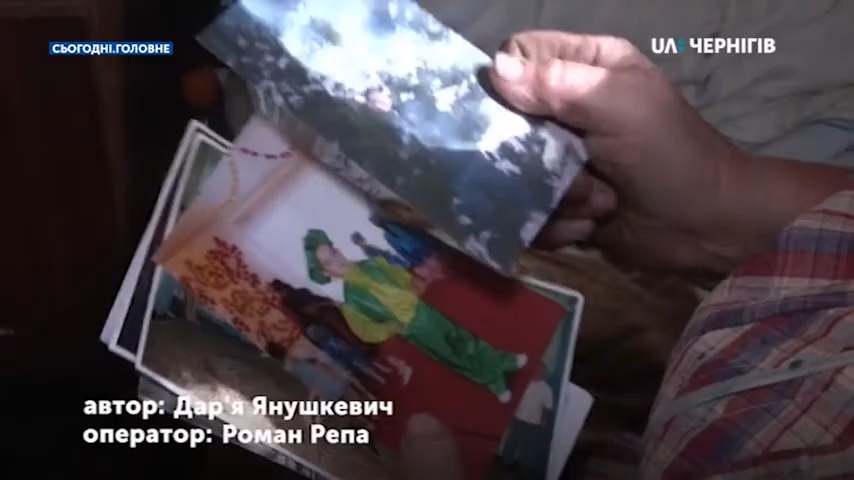 СЬОГОДНІ.ГОЛОВНЕ
UA: ЧЕРНІГІВ
автор: Дар'я Янушкевич
оператор: Роман Репа